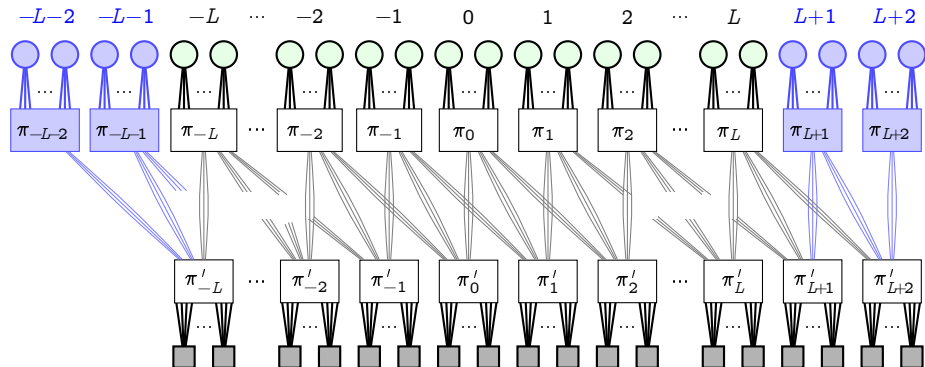 −L−2 −L−1 −L ··· −2 −1 0 1 2 ··· L L+1 L+2
... ... ... ... ... ... ... ... ... ... ...
π₋L₋2 π₋L₋1 π₋L ··· π₋2 π₋1 π0 π1 π2 ··· πL πL+1 πL+2
π′₋L ··· π′₋2 π′₋1 π′0 π′1 π′2 ··· π′L π′L+1 π′L+2
... ... ... ... ... ... ... ... ...